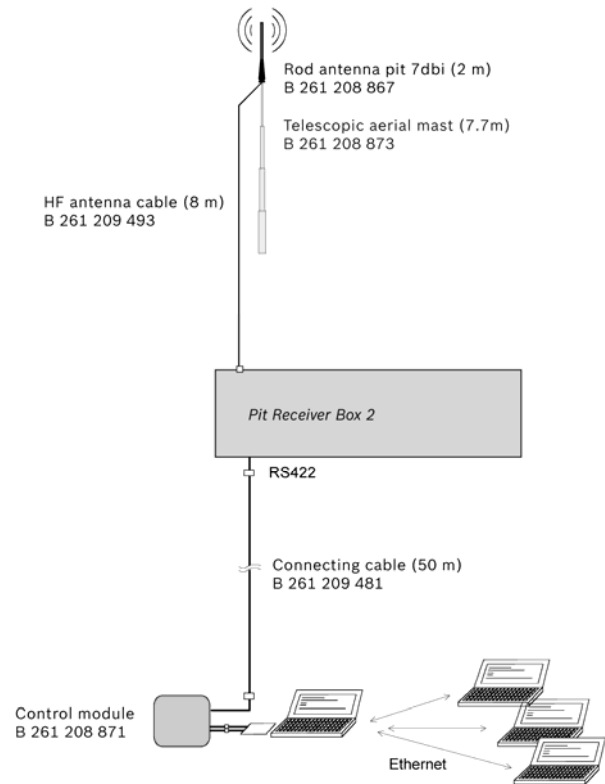 Rod antenna pit 7dbi (2 m)
B 261 208 867
Telescopic aerial mast (7.7m)
B 261 208 873
HF antenna cable (8 m)
B 261 209 493
Pit Receiver Box 2
RS422
Connecting cable (50 m)
B 261 209 481
Control module
B 261 208 871
Ethernet